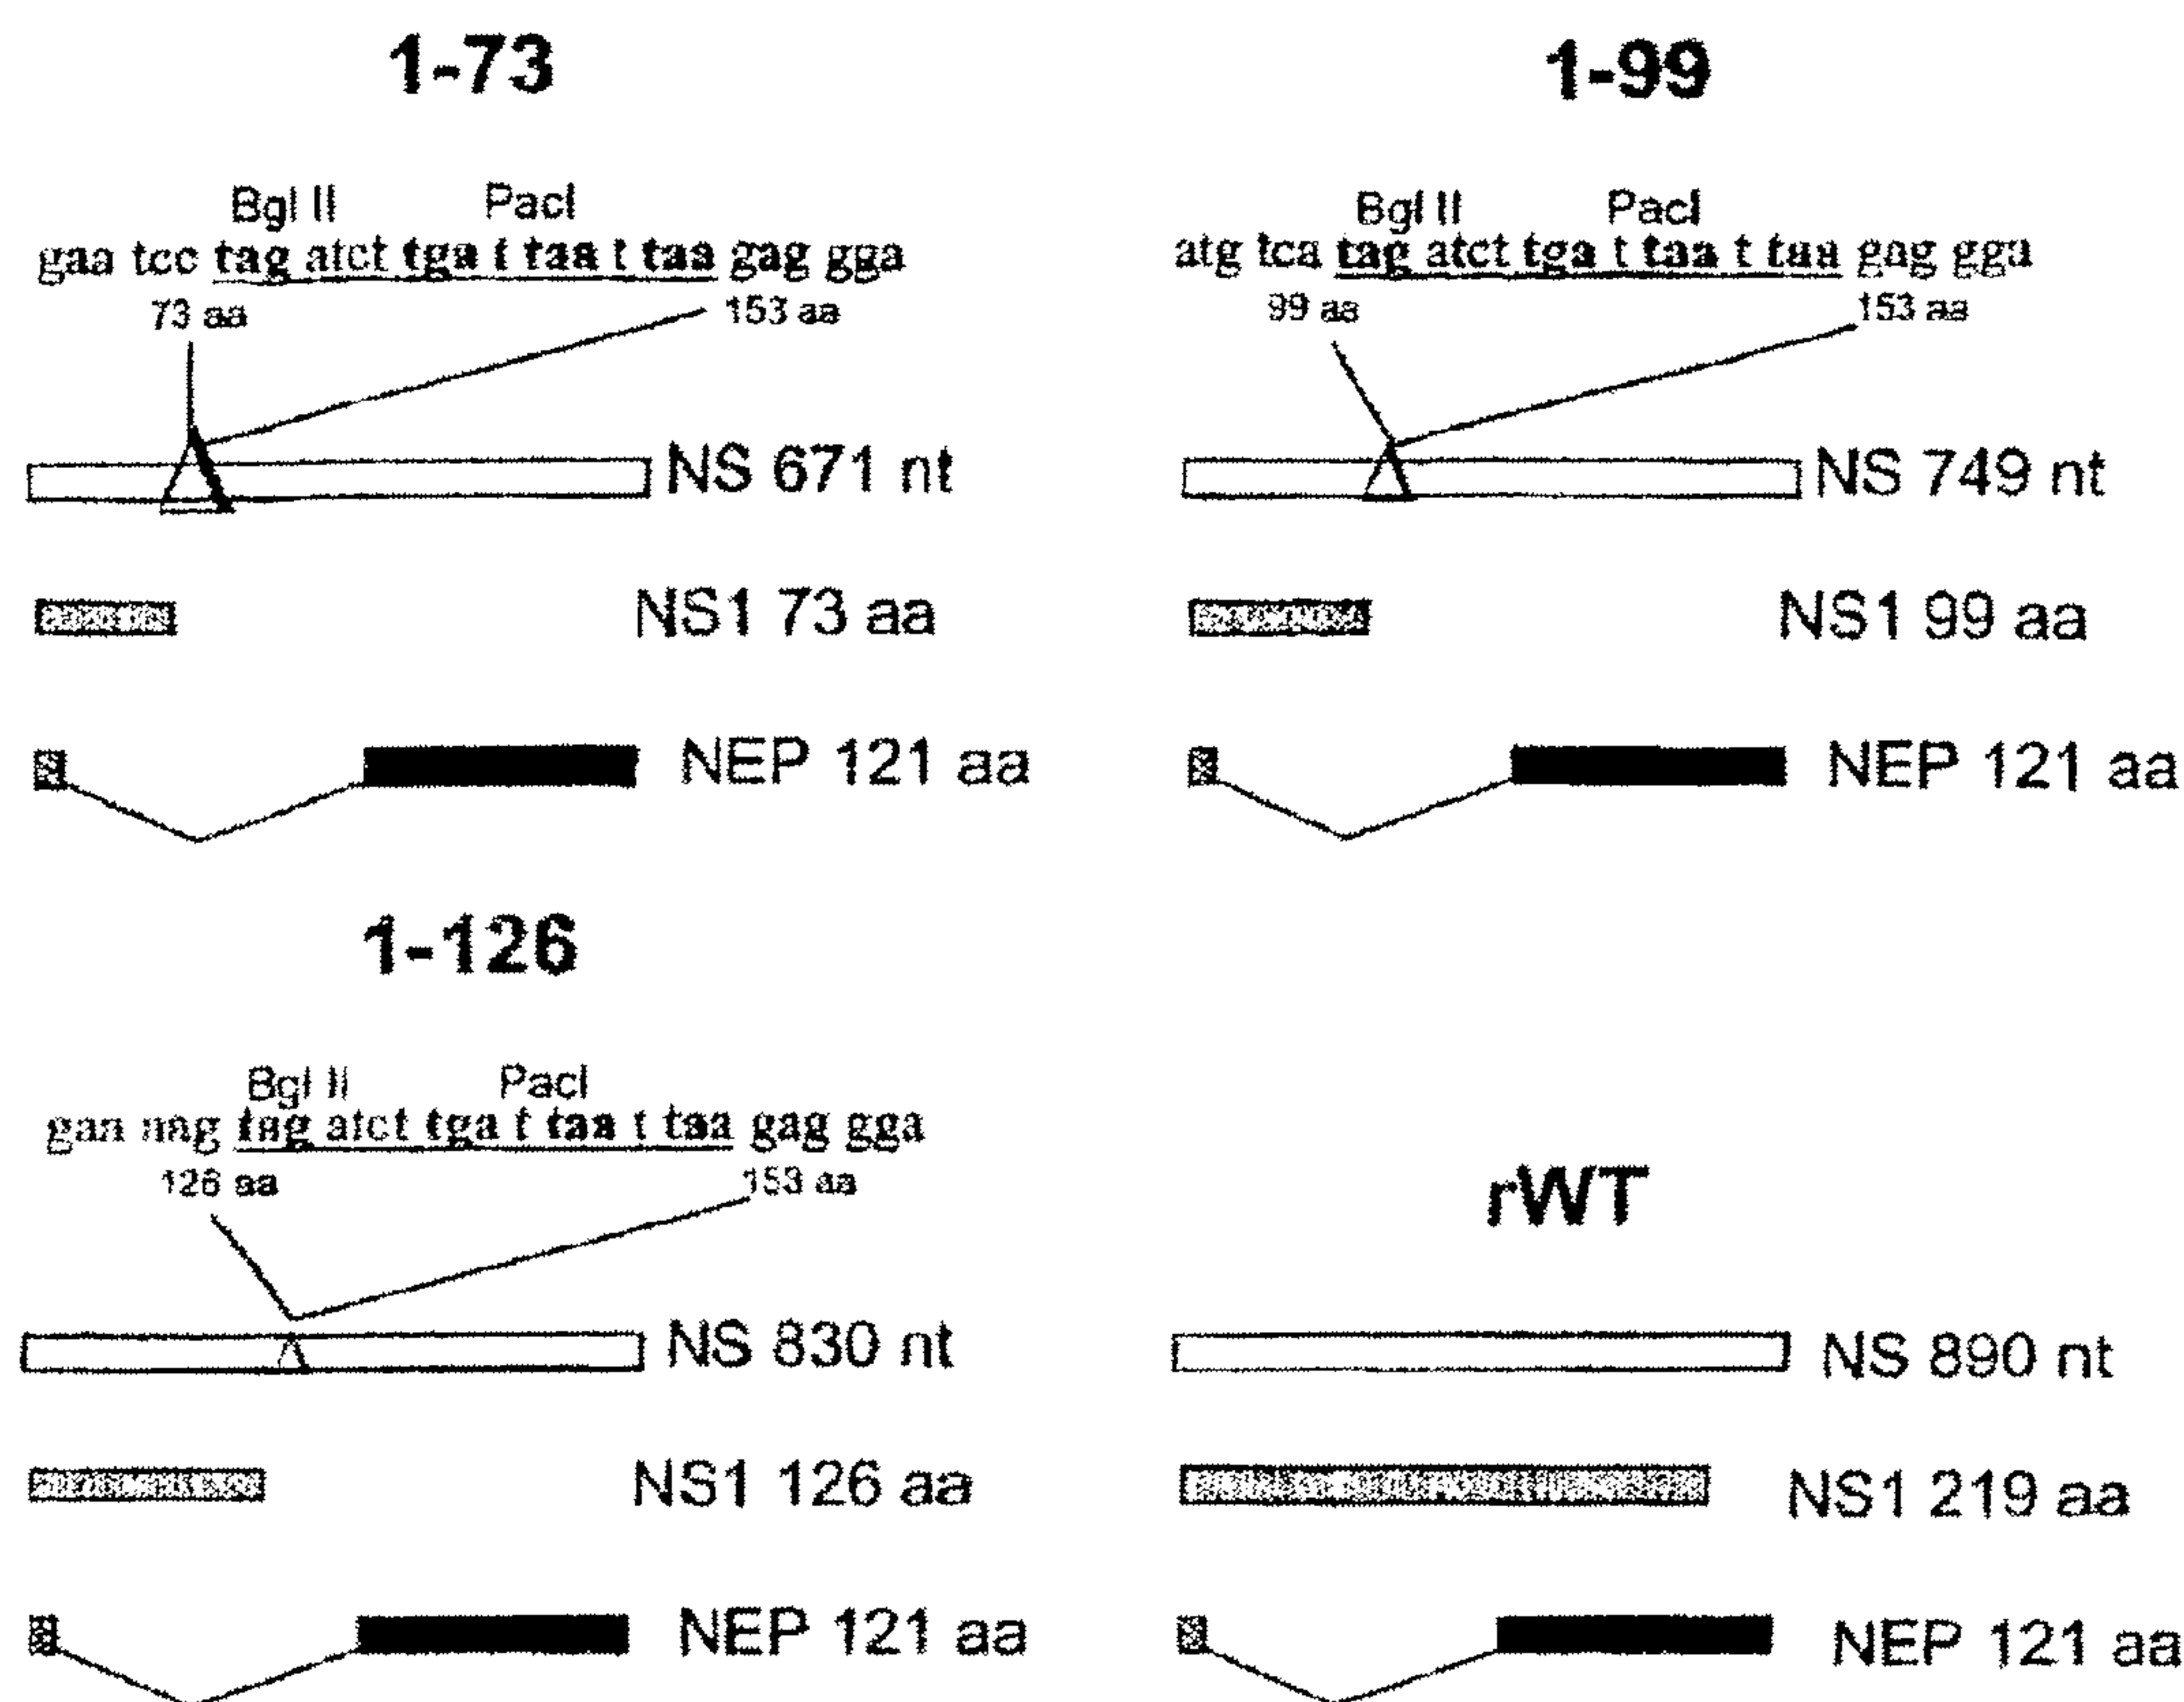 1-73
Bgl II PacI
gaa tcc tag atct tga t taa t taa gag gga
73 aa 153 aa
NS 671 nt
NS1 73 aa
NEP 121 aa
1-99
Bgl II PacI
atg tca tag atct tga t taa t taa gag gga
99 aa 153 aa
NS 749 nt
NS1 99 aa
NEP 121 aa
1-126
Bgl II PacI
tag atct tga t taa t taa gag gga
126 aa 153 aa
NS 830 nt
NS1 126 aa
NEP 121 aa
rWT
NS 890 nt
NS1 219 aa
NEP 121 aa